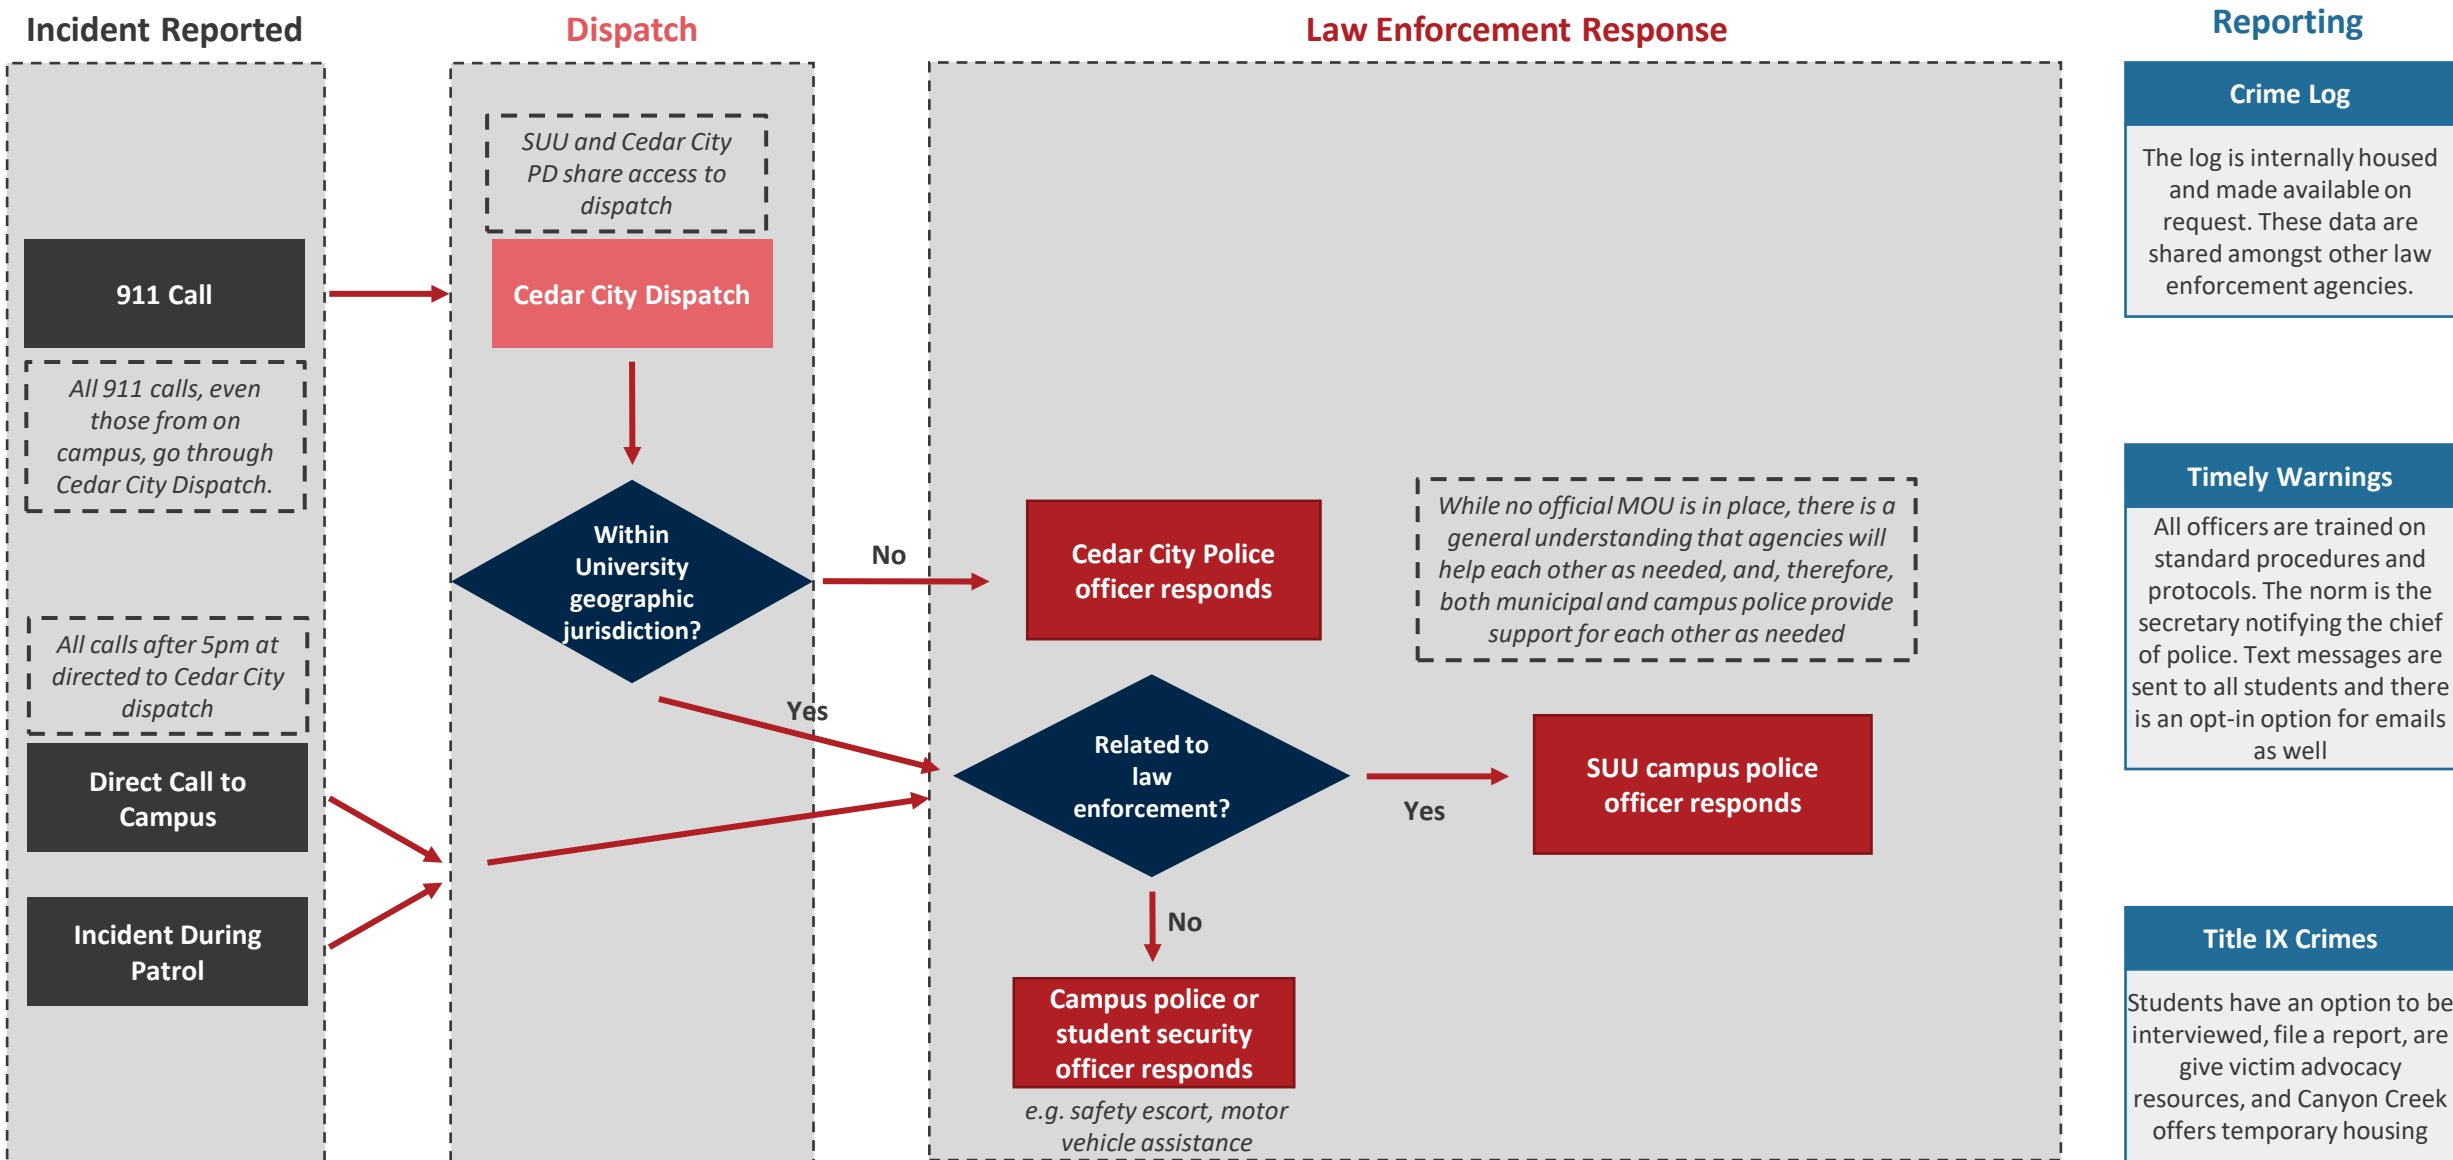 Incident Reported
Dispatch
Law Enforcement Response
Reporting
911 Call
All 911 calls, even
those from on
campus, go through
Cedar City Dispatch.
All calls after 5pm at
directed to Cedar City
dispatch
Direct Call to
Campus
Incident During
Patrol
SUU and Cedar City
PD share access to
dispatch
Cedar City Dispatch
Within
University
geographic
jurisdiction?
No
Yes
Cedar City Police
officer responds
While no official MOU is in place, there is a
general understanding that agencies will
help each other as needed, and, therefore,
both municipal and campus police provide
support for each other as needed
Related to
law
enforcement?
Yes
SUU campus police
officer responds
No
Campus police or
student security
officer responds
e.g. safety escort, motor
vehicle assistance
Crime Log
The log is internally housed
and made available on
request. These data are
shared amongst other law
enforcement agencies.
Timely Warnings
All officers are trained on
standard procedures and
protocols. The norm is the
secretary notifying the chief
of police. Text messages are
sent to all students and there
is an opt-in option for emails
as well
Title IX Crimes
Students have an option to be
interviewed, file a report, are
give victim advocacy
resources, and Canyon Creek
offers temporary housing